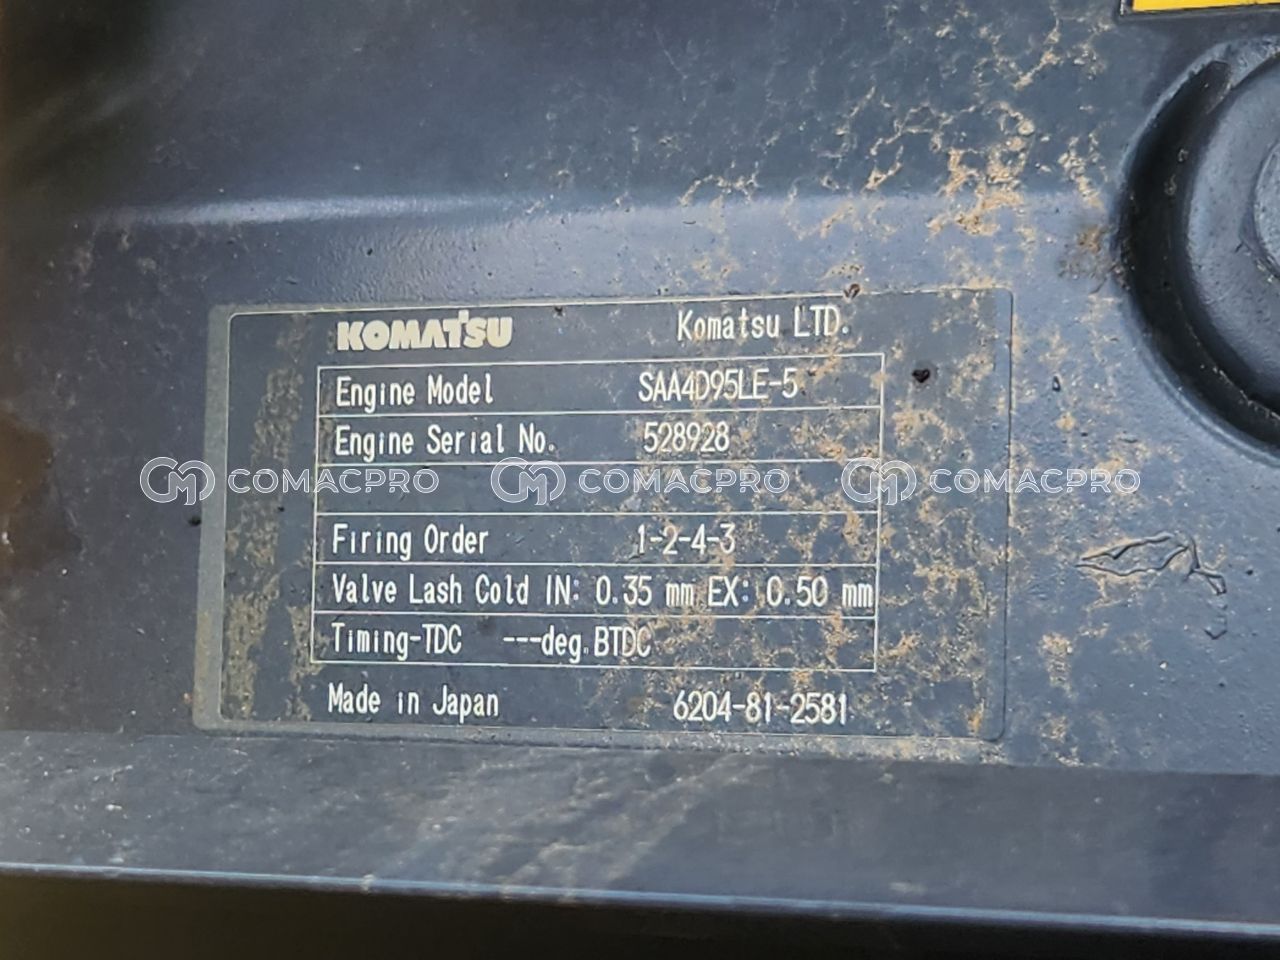 KOMATSU Komatsu LTD.
Engine Model SAA4D95LE-5
Engine Serial No. 528928
COMACPRO COMACPRO COMACPRO
Firing Order 1-2-4-3
Valve Lash Cold IN: 0.35 mm EX: 0.50 mm
Timing-TDC ---deg.BTDC
Made in Japan 6204-81-2581